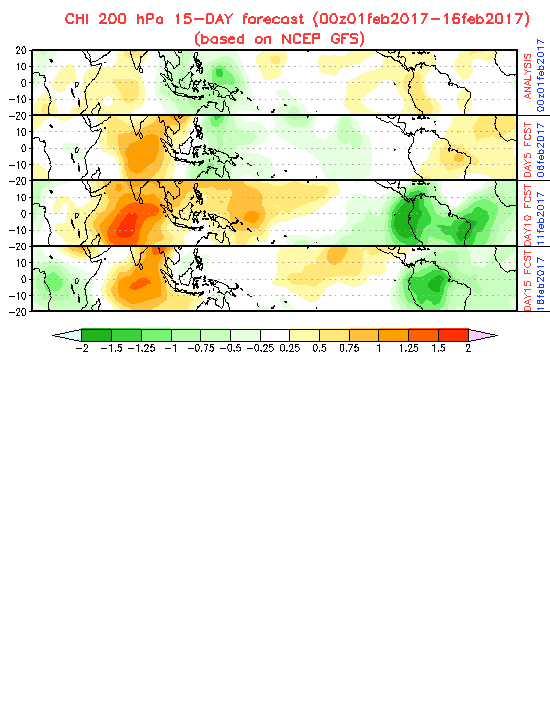 CHI 200 hPa 15-DAY forecast (00z01feb2017-16feb2017)
(based on NCEP GFS)
20
10
0
-10
-20
ANALYSIS
00z01feb2017
10
0
-10
-20
DAY5 FCST
06feb2017
10
0
-10
-20
DAY10 FCST
11feb2017
10
0
-10
-20
DAY15 FCST
16feb2017
-2 -1.5 -1.25 -1 -0.75 -0.5 -0.25 0.25 0.5 0.75 1 1.25 1.5 2